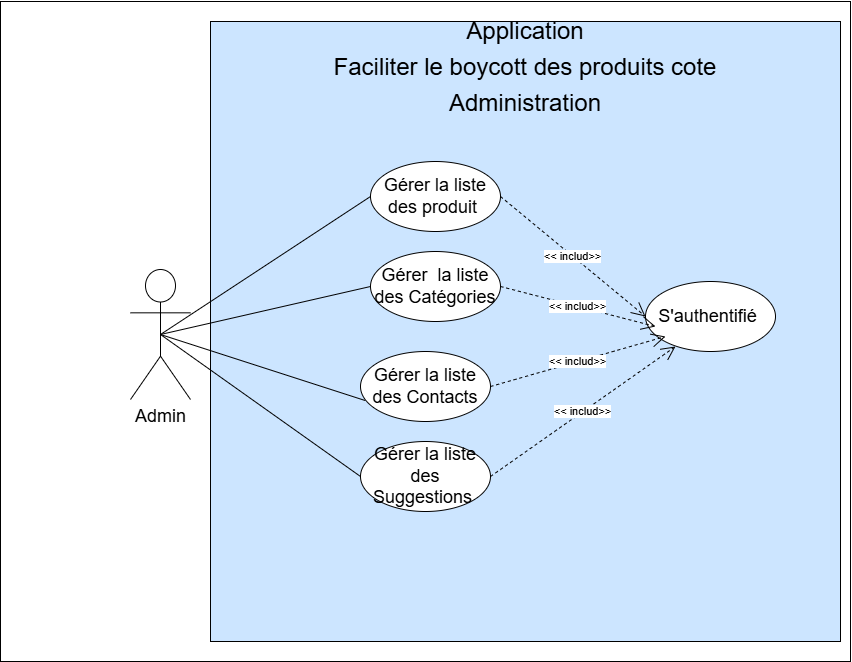 Application
Faciliter le boycott des produits cote
Administration
Gérer la liste
des produit
<< includ>>
Gérer  la liste
des Catégories
<< includ>>
S'authentifié
Gérer la liste
des Contacts
<< includ>>
Admin
<< includ>>
Gérer la liste
des
Suggestions